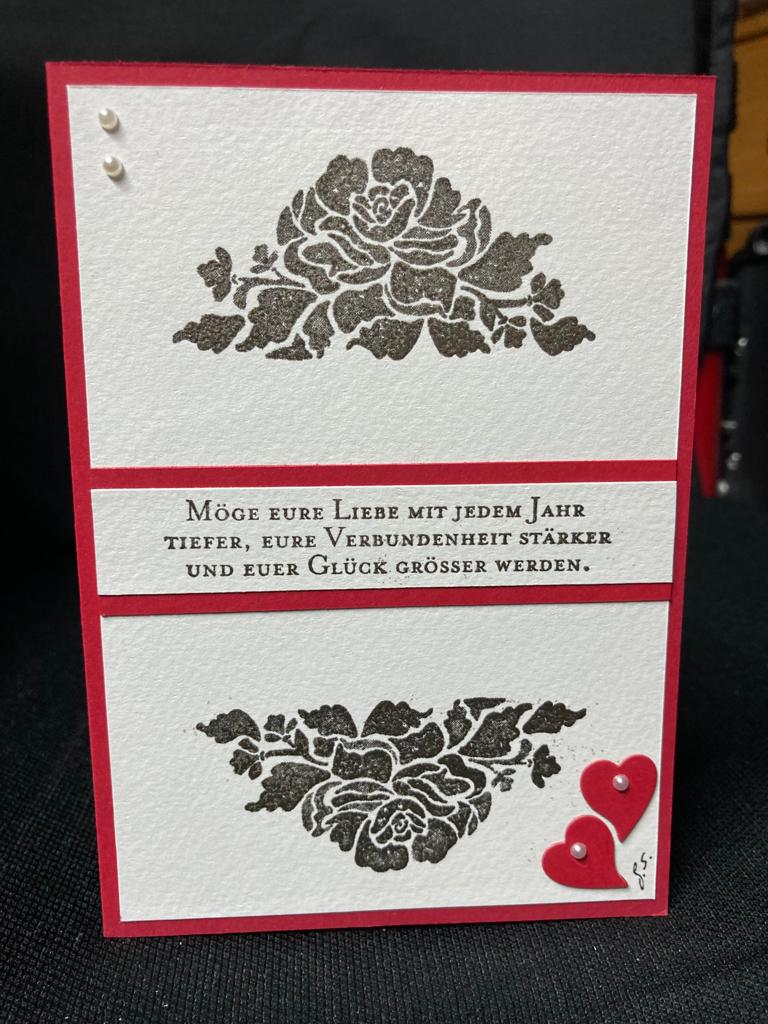 Möge eure Liebe mit jedem Jahr
tiefer, eure Verbundenheit stärker
und euer Glück grösser werden.